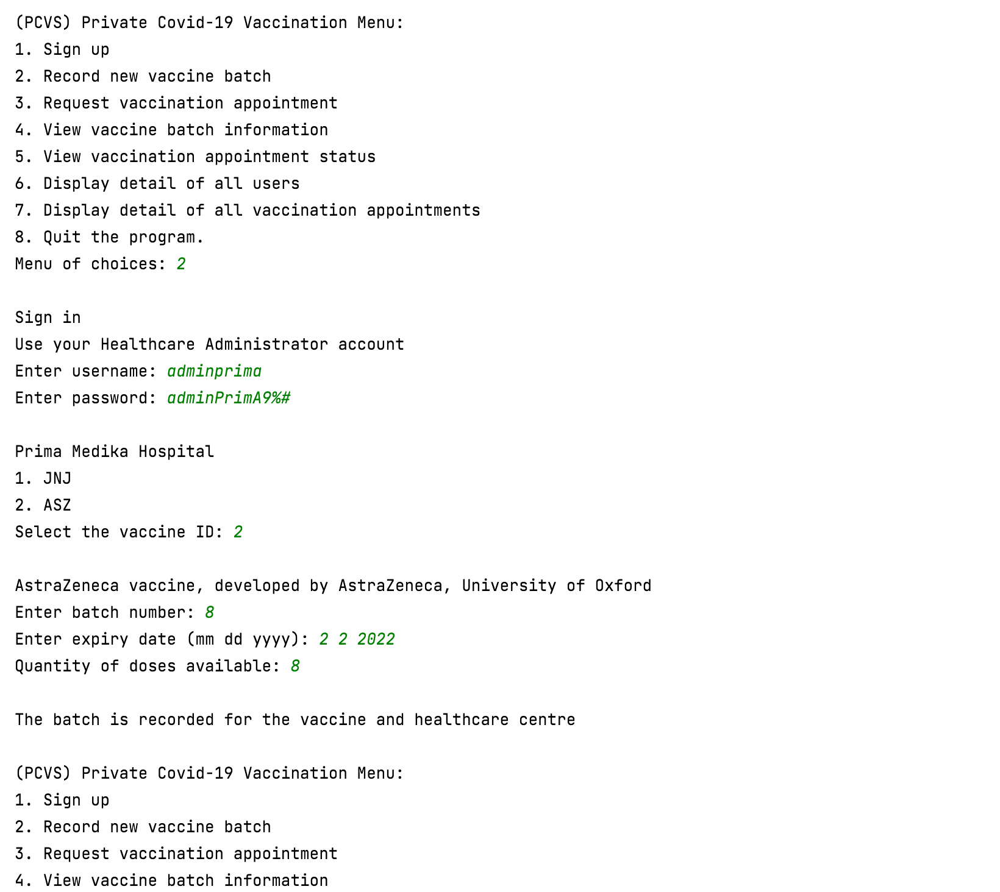 (PCVS) Private Covid-19 Vaccination Menu:
1. Sign up
2. Record new vaccine batch
3. Request vaccination appointment
4. View vaccine batch information
5. View vaccination appointment status
6. Display detail of all users
7. Display detail of all vaccination appointments
8. Quit the program.
Menu of choices: 2
Sign in
Use your Healthcare Administrator account
Enter username: adminprima
Enter password: adminPrimA9%#
Prima Medika Hospital
1. JNJ
2. ASZ
Select the vaccine ID: 2
AstraZeneca vaccine, developed by AstraZeneca, University of Oxford
Enter batch number: 8
Enter expiry date (mm dd yyyy): 2 2 2022
Quantity of doses available: 8
The batch is recorded for the vaccine and healthcare centre
(PCVS) Private Covid-19 Vaccination Menu:
1. Sign up
2. Record new vaccine batch
3. Request vaccination appointment
4. View vaccine batch information